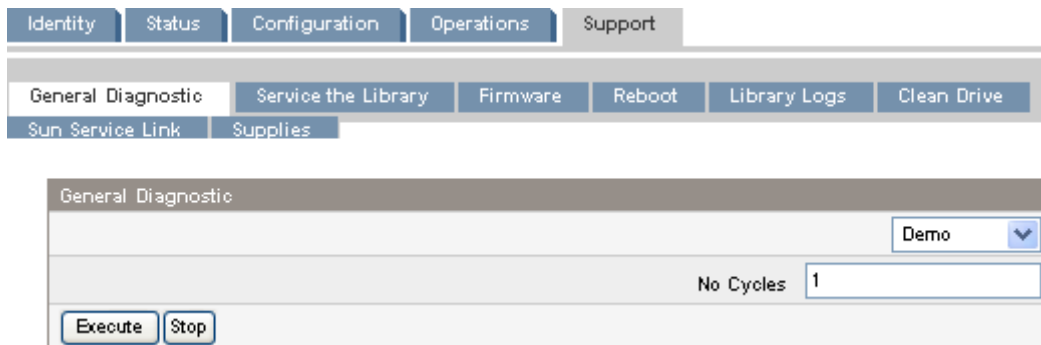 Identity Status Configuration Operations Support
General Diagnostic Service the Library Firmware Reboot Library Logs Clean Drive
Sun Service Link Supplies
General Diagnostic
Demo
No Cycles 1
Execute Stop